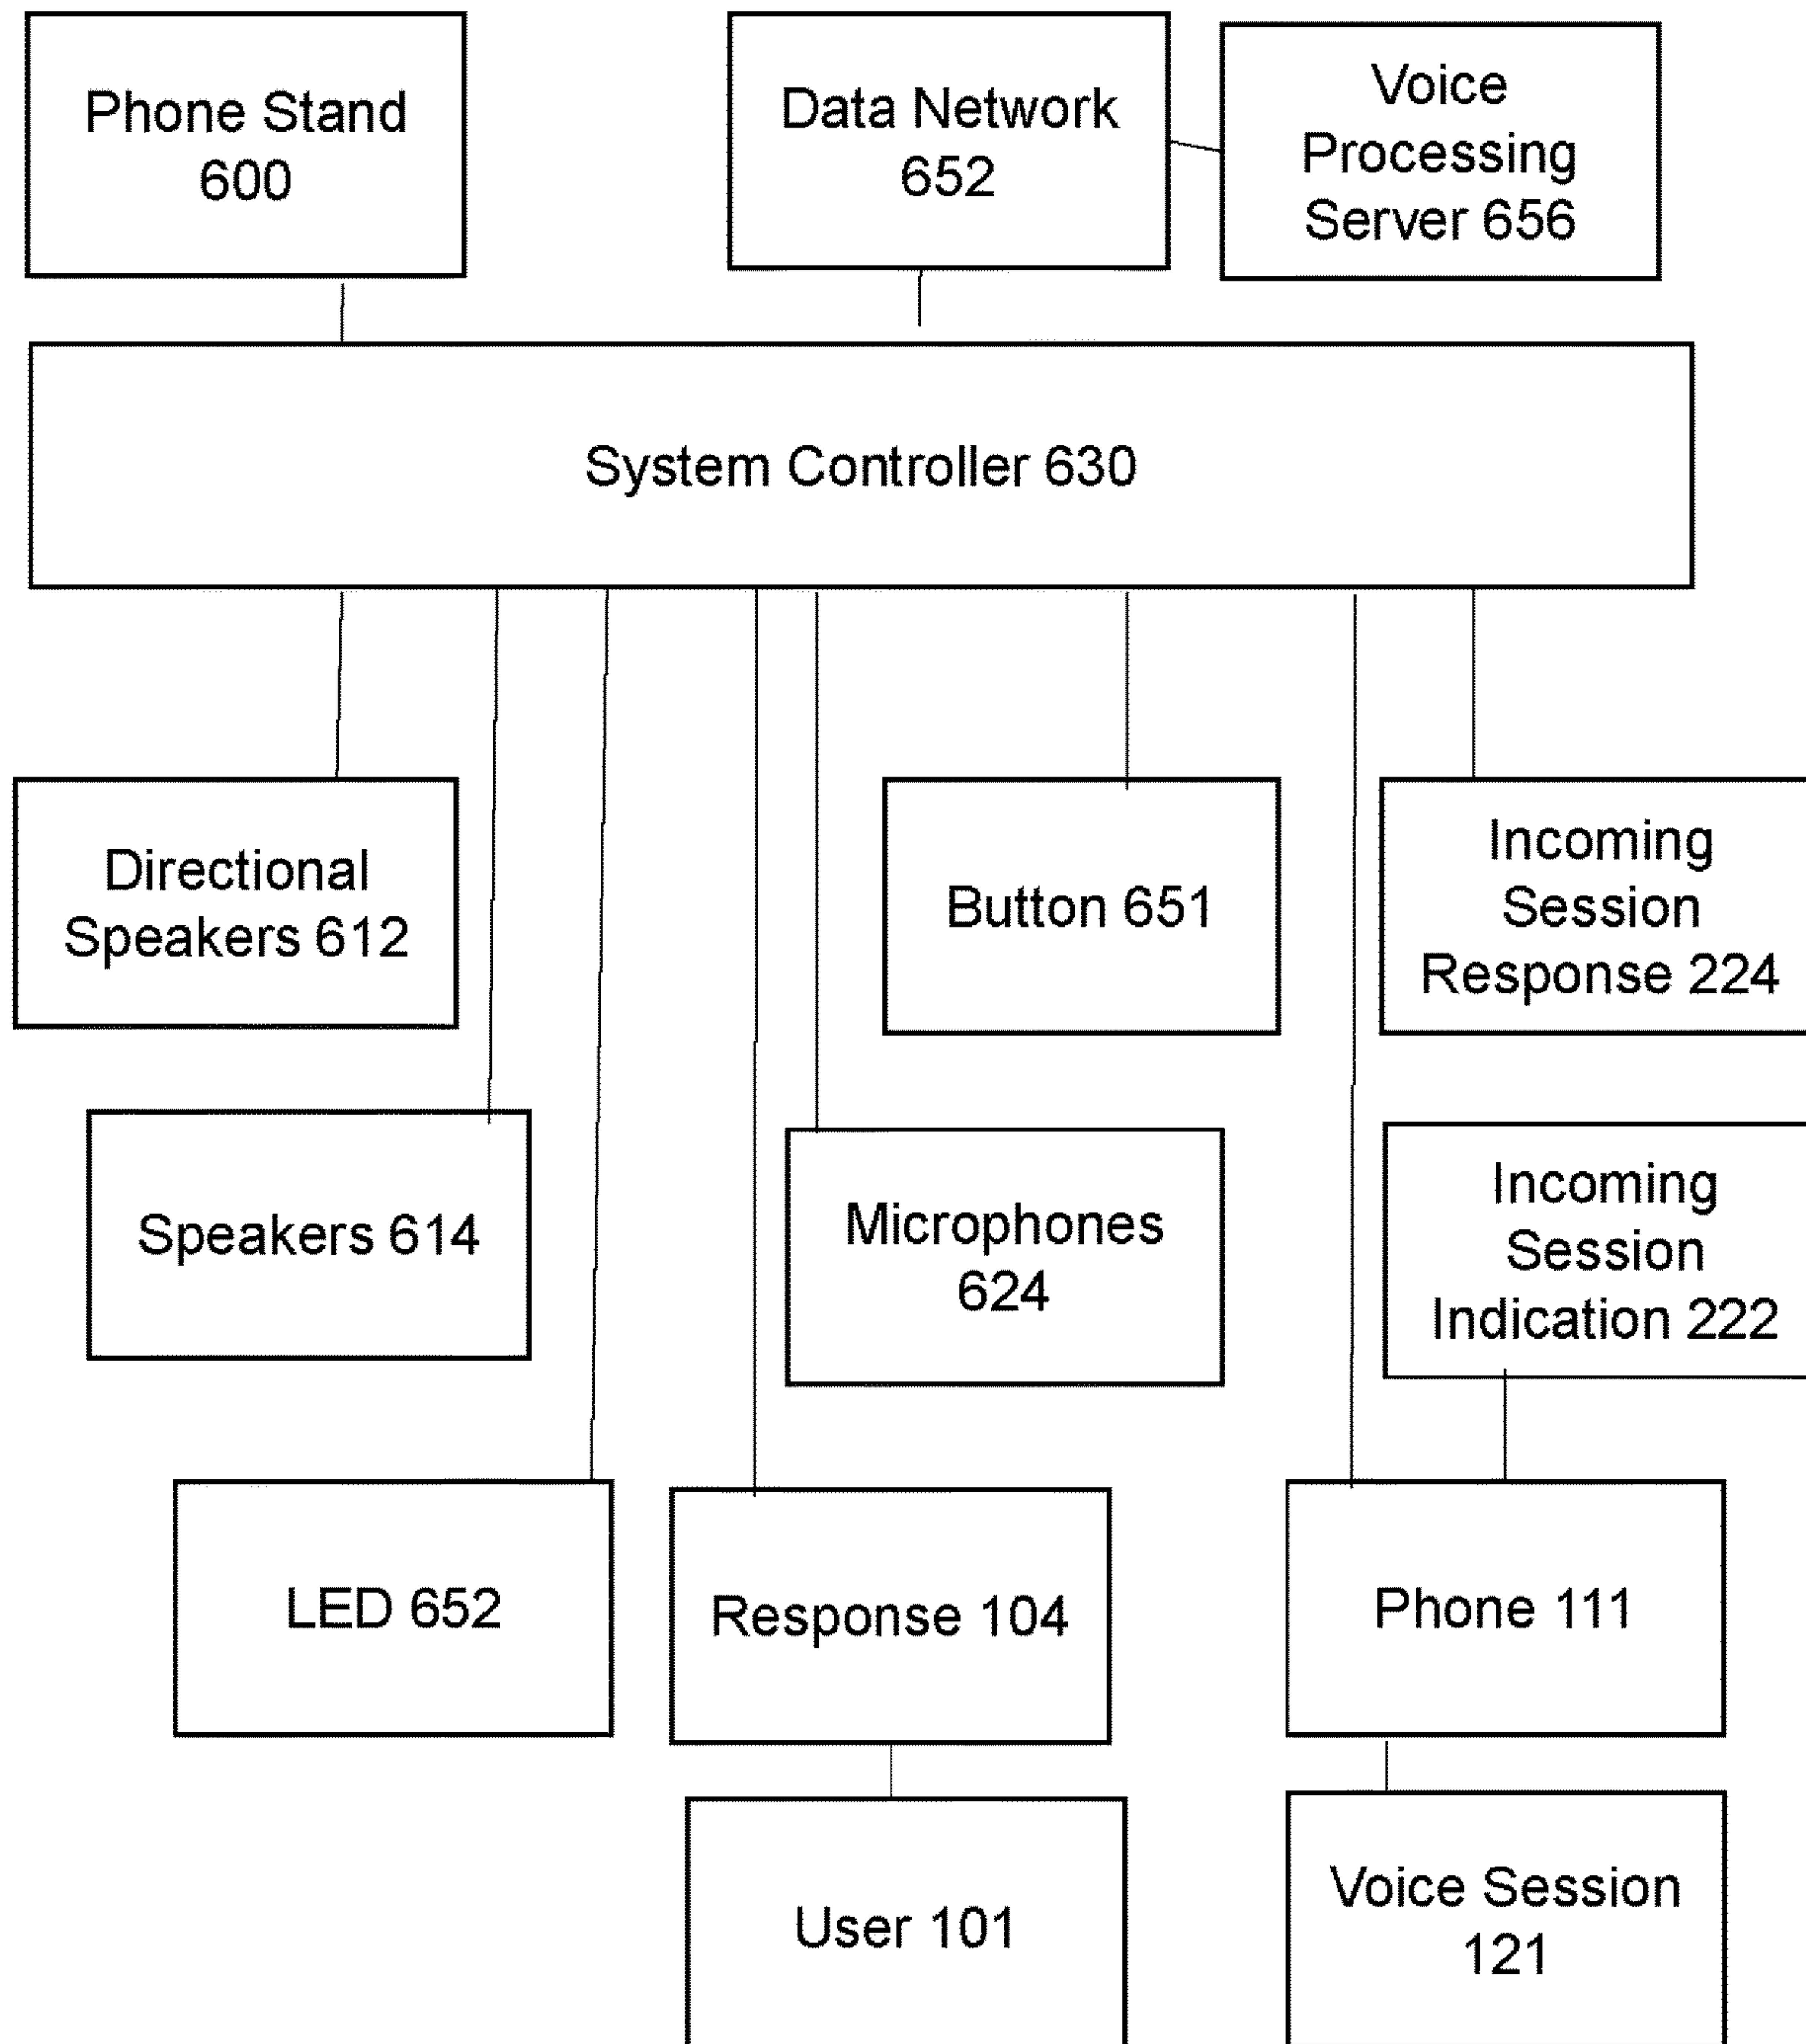 Phone Stand
600
Data Network
652
Voice
Processing
Server 656
System Controller 630
Directional
Speakers 612
Button 651
Incoming
Session
Response 224
Speakers 614
Microphones
624
Incoming
Session
Indication 222
LED 652
Response 104
Phone 111
User 101
Voice Session
121